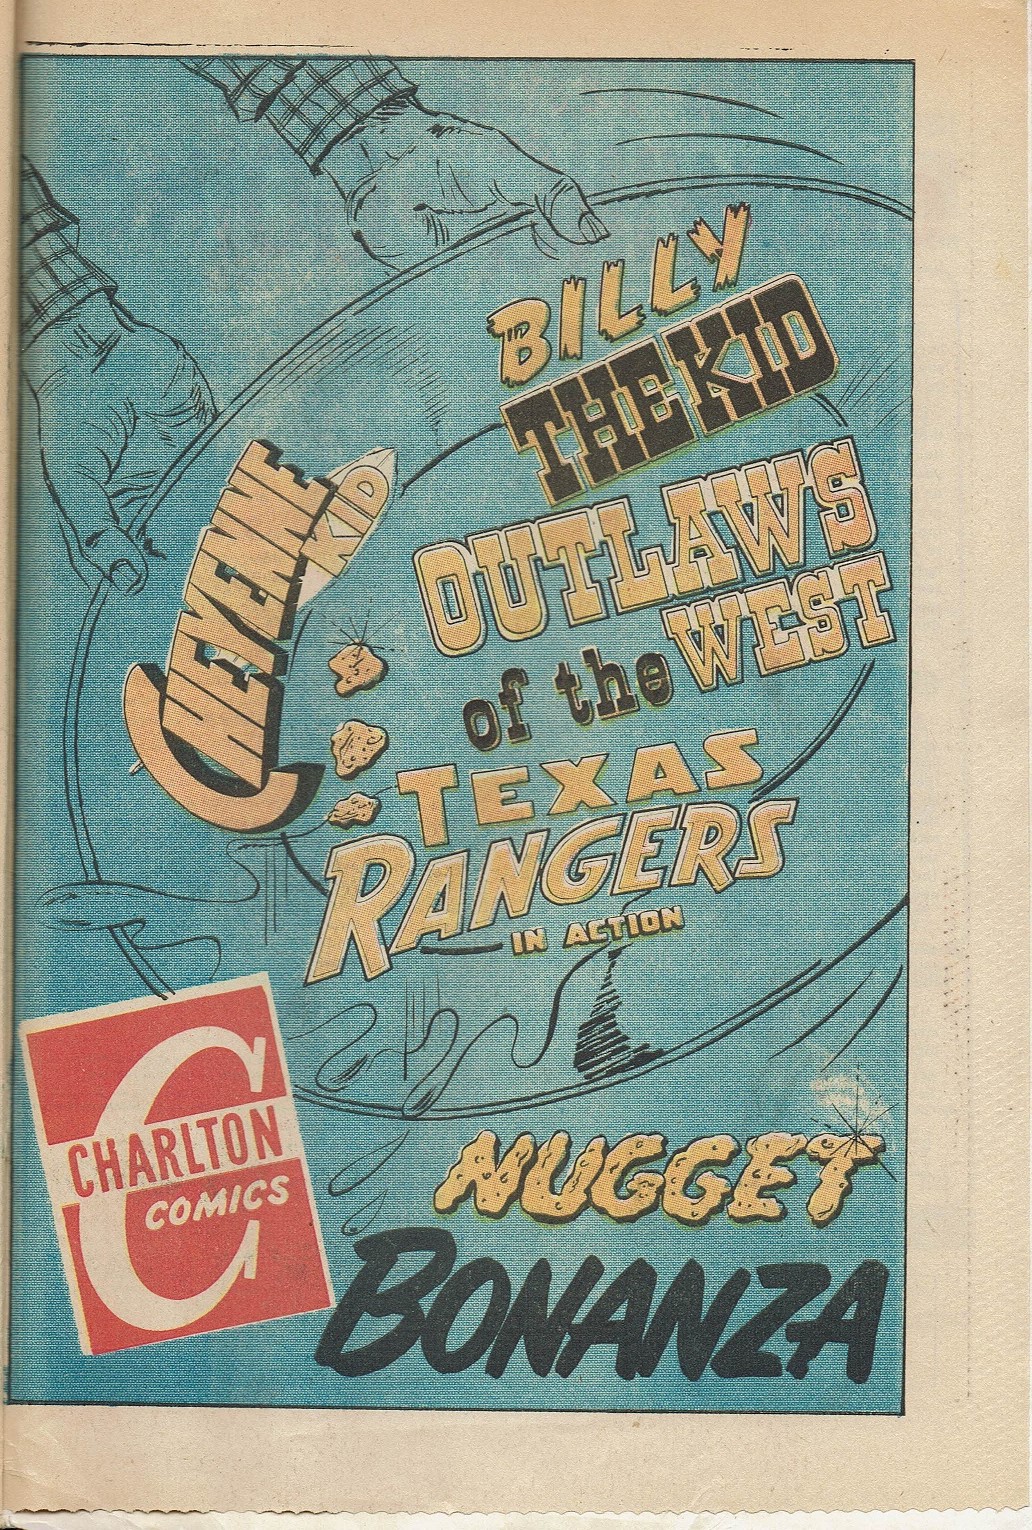 BILLY
THE KID
CHEYENNE
KID
OUTLAWS
of the WEST
TEXAS
RANGERS
IN ACTION
CHARLTON
COMICS
NUGGET
BONANZA